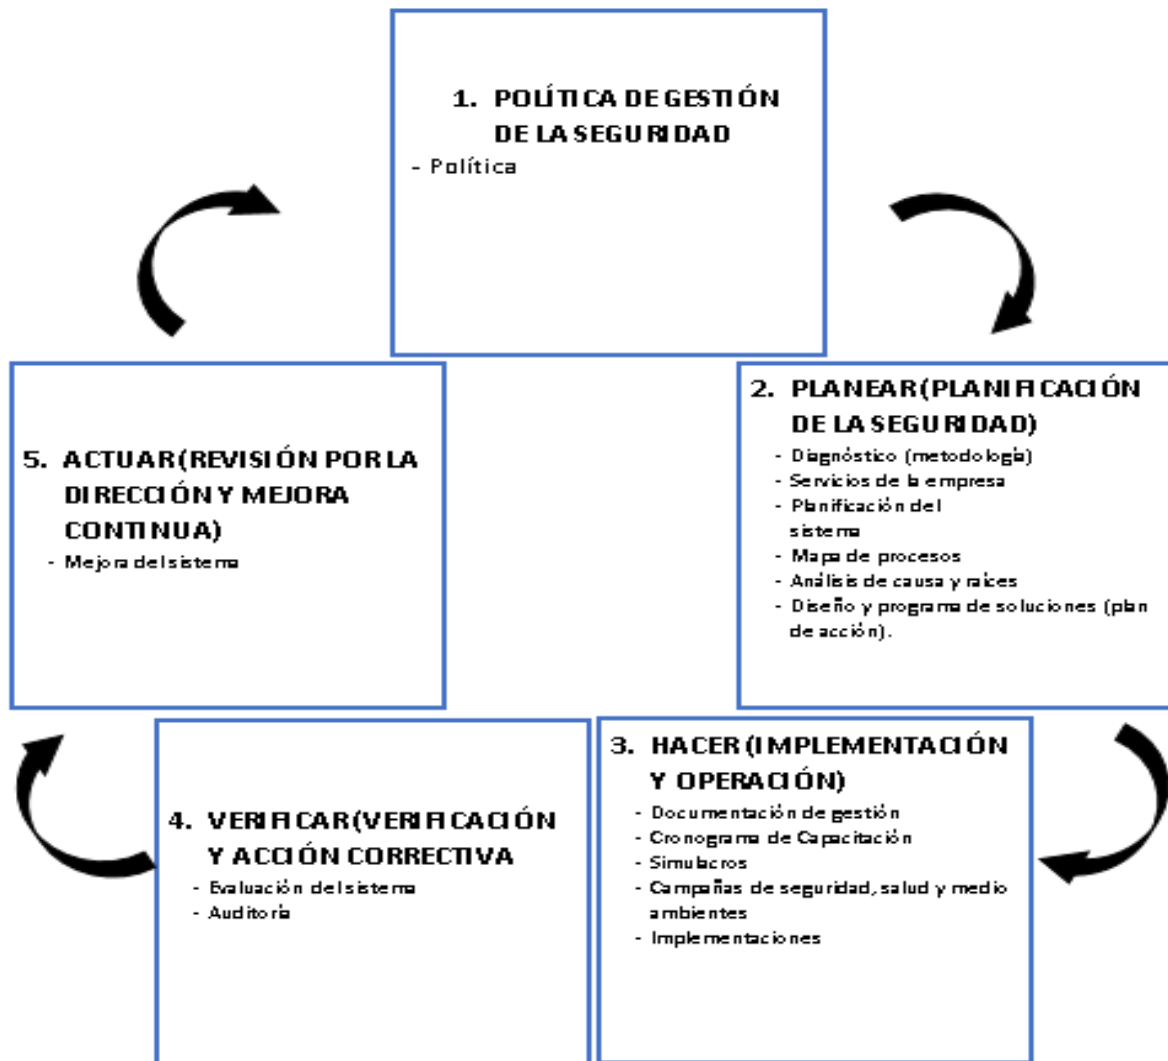 1. POLÍTICA DE GESTIÓN
DE LA SEGURIDAD
- Política
2. PLANEAR (PLANIFICACIÓN
DE LA SEGURIDAD)
- Diagnóstico (metodología)
- Servicios de la empresa
- Planificación del
sistema
- Mapa de procesos
- Análisis de causa y raíces
- Diseño y programa de soluciones (plan
de acción).
3. HACER (IMPLEMENTACIÓN
Y OPERACIÓN)
- Documentación de gestión
- Cronograma de Capacitación
- Simulacros
- Campañas de seguridad, salud y medio
ambientes
- Implementaciones
4. VERIFICAR (VERIFICACIÓN
Y ACCIÓN CORRECTIVA
- Evaluación del sistema
- Auditoría
5. ACTUAR (REVISIÓN POR LA
DIRECCIÓN Y MEJORA
CONTINUA)
- Mejora del sistema